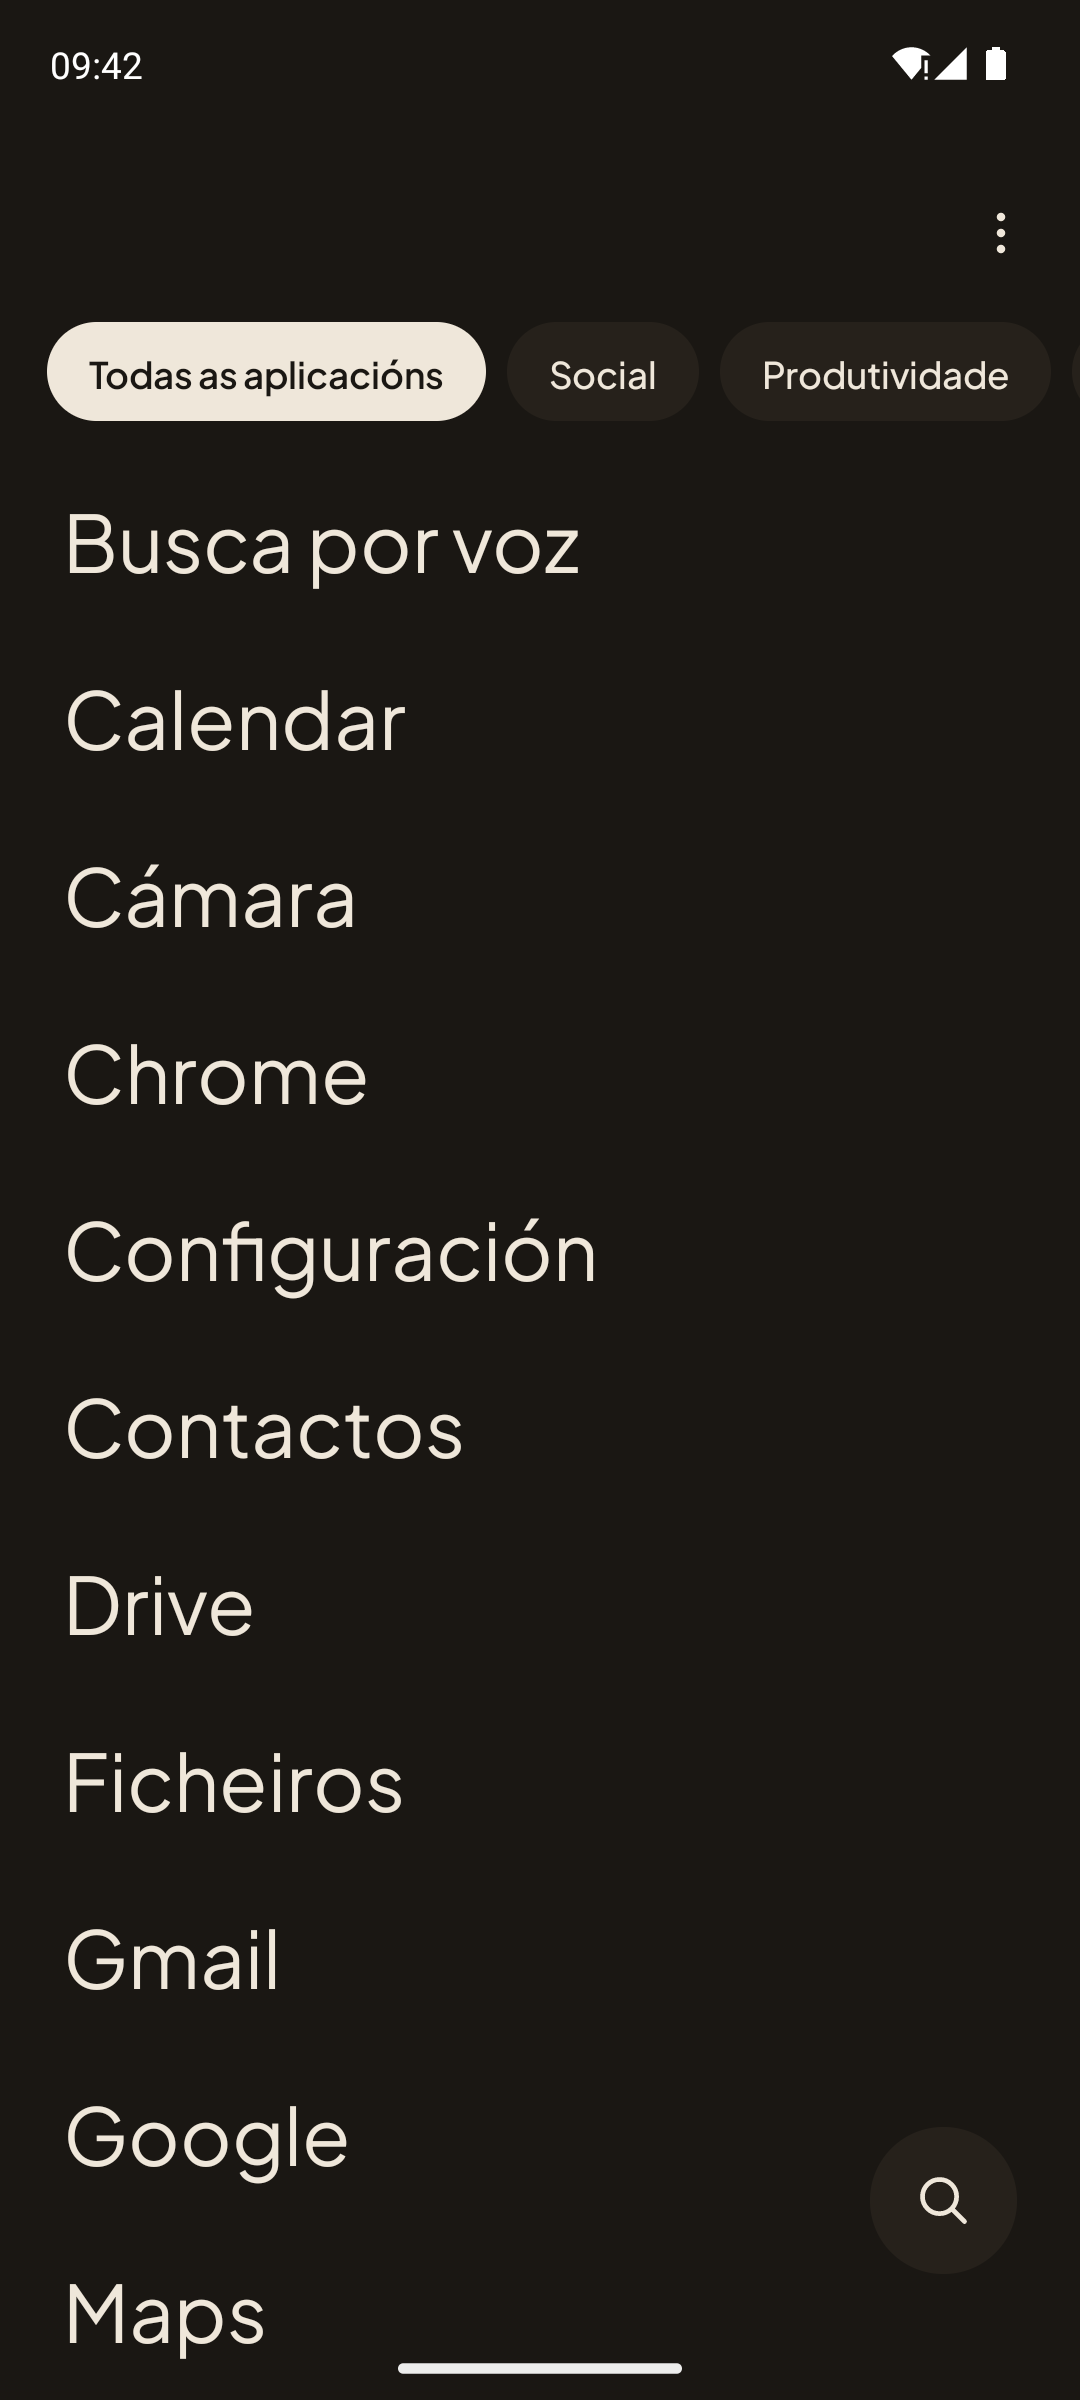 09:42
Todas as aplicacións
Social
Produtividade
Busca por voz
Calendar
Cámara
Chrome
Configuración
Contactos
Drive
Ficheiros
Gmail
Google
Maps